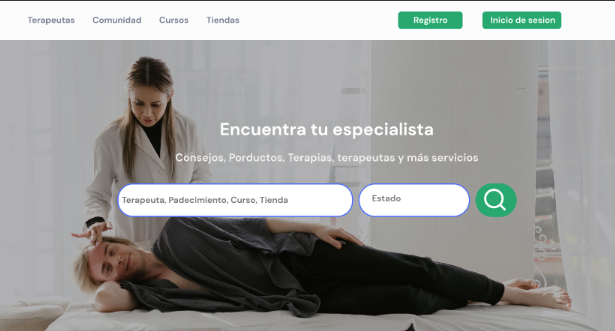 Terapeutas Comunidad Cursos Tiendas Registro Inicio de sesion
Encuentra tu especialista
Consejos, Porductos, Terapias, terapeutas y más servicios
Terapeuta, Padecimiento, Curso, Tienda Estado